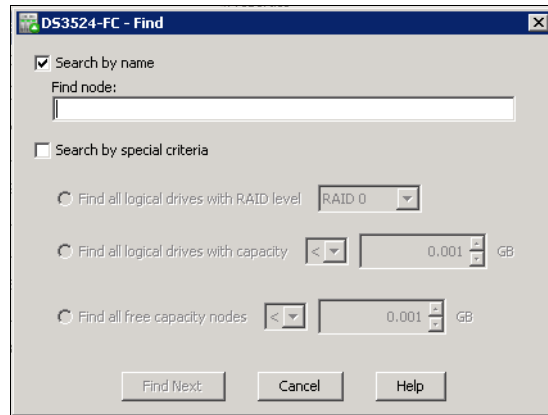 DS3524-FC - Find
Search by name
Find node:
Search by special criteria
Find all logical drives with RAID level RAID 0
Find all logical drives with capacity < 0.001 GB
Find all free capacity nodes < 0.001 GB
Find Next Cancel Help